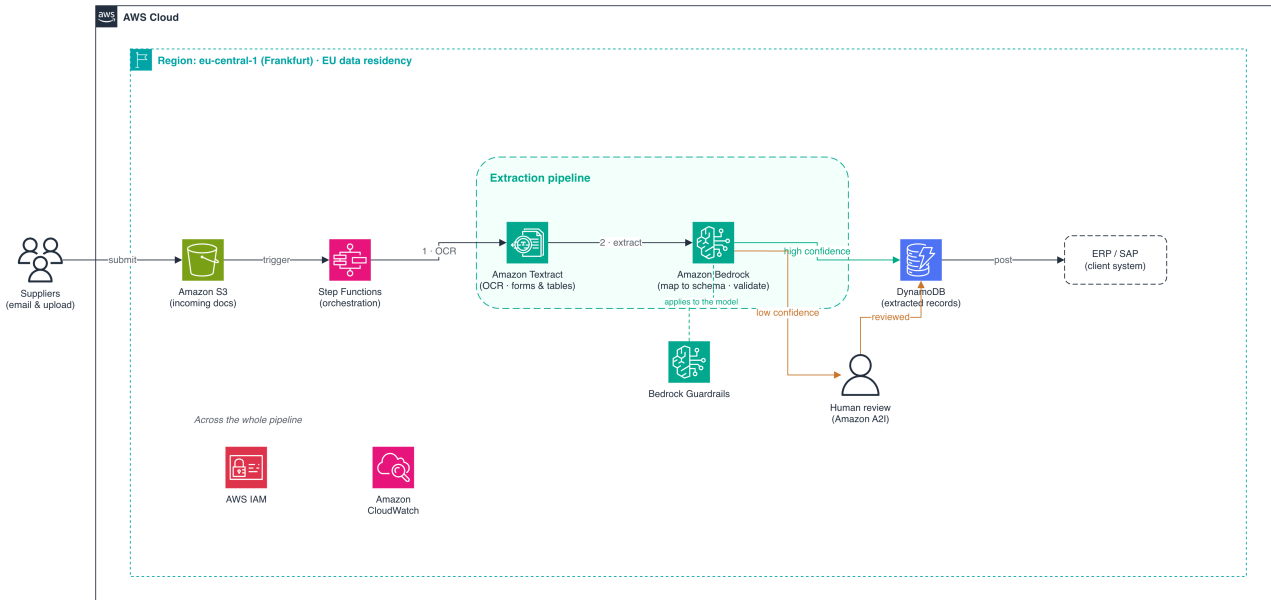 aws
AWS Cloud
Region: eu-central-1 (Frankfurt) · EU data residency
Extraction pipeline
Suppliers
(email & upload)
submit
Amazon S3
(incoming docs)
trigger
Step Functions
(orchestration)
1 · OCR
Amazon Textract
(OCR · forms & tables)
2 · extract
Amazon Bedrock
(map to schema · validate)
applies to the model
high confidence
low confidence
DynamoDB
(extracted records)
post
ERP / SAP
(client system)
reviewed
Bedrock Guardrails
Human review
(Amazon A2I)
Across the whole pipeline
AWS IAM
Amazon
CloudWatch